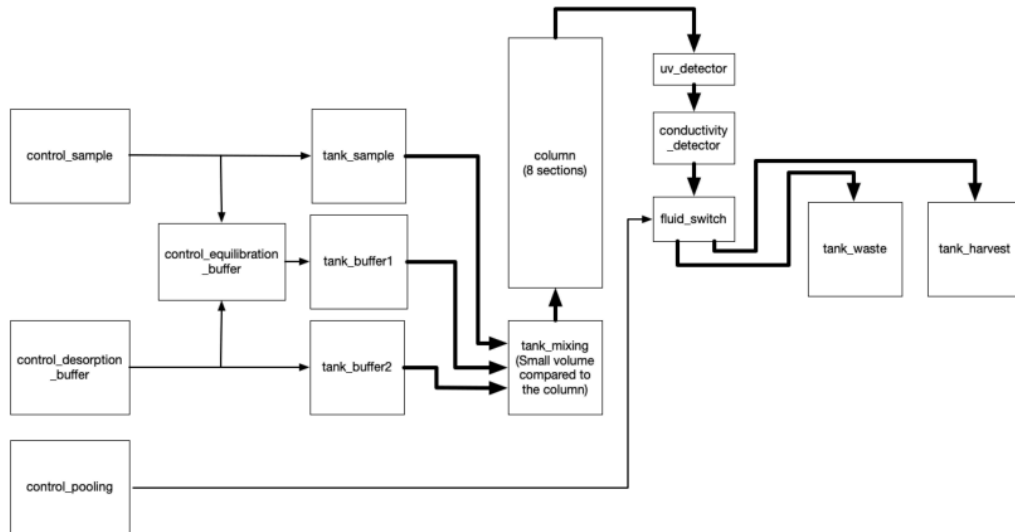 uv_detector
control_sample
tank_sample
column
(8 sections)
conductivity
_detector
fluid_switch
control_equilibration
_buffer
tank_buffer1
tank_waste
tank_harvest
control_desorption
_buffer
tank_buffer2
tank_mixing
(Small volume
compared to
the column)
control_pooling